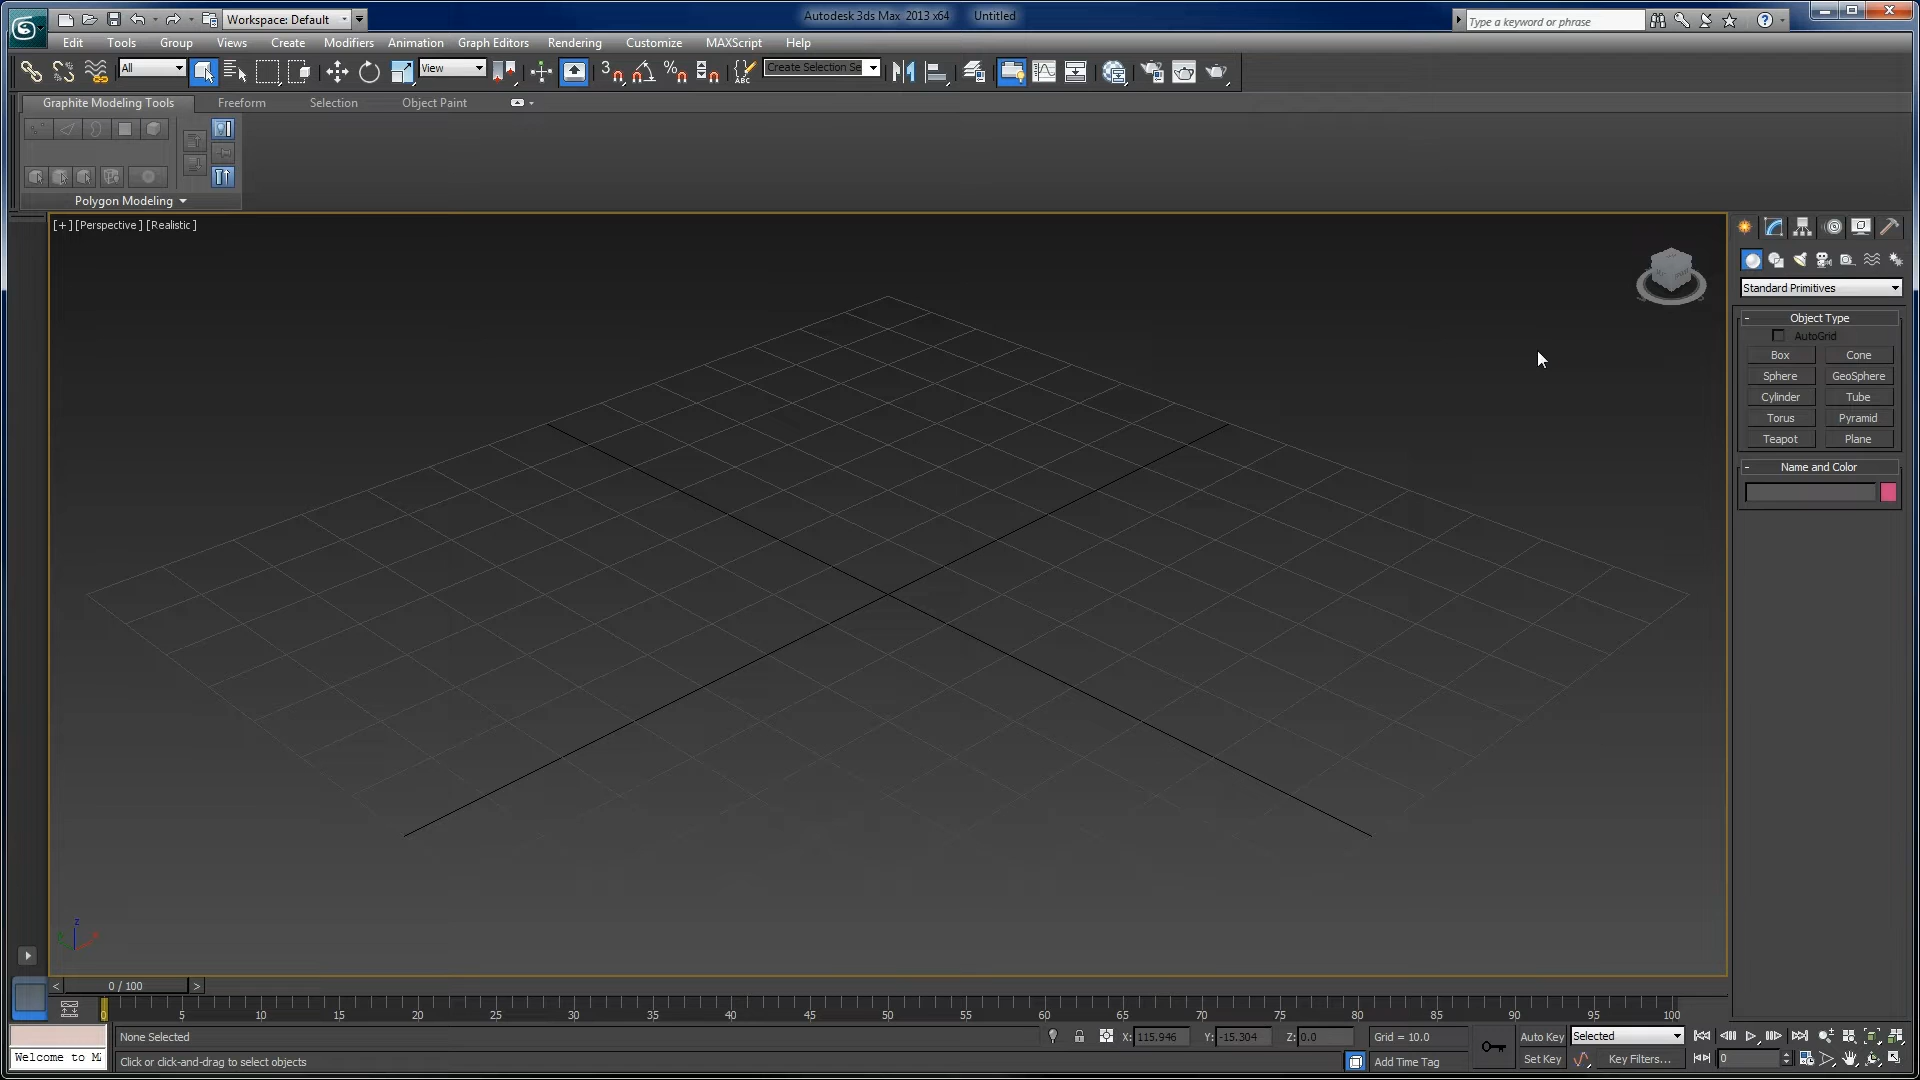 Workspace: Default
Autodesk 3ds Max 2013 x64 Untitled
Type a keyword or phrase
Edit Tools Group Views Create Modifiers Animation Graph Editors Rendering Customize MAXScript Help
All
View
3
%
ABC
Create Selection Se
Graphite Modeling Tools Freeform Selection Object Paint
Polygon Modeling
[+] [Perspective] [Realistic]
Standard Primitives
- Object Type
AutoGrid
Box Cone
Sphere GeoSphere
Cylinder Tube
Torus Pyramid
Teapot Plane
- Name and Color
z
< 0 / 100 >
0 5 10 15 20 25 30 35 40 45 50 55 60 65 70 75 80 85 90 95 100
None Selected
X: 115.946 Y: -15.304 Z: 0.0
Grid = 10.0
Auto Key Selected
Welcome to M
Click or click-and-drag to select objects
Add Time Tag
Set Key Key Filters...
0